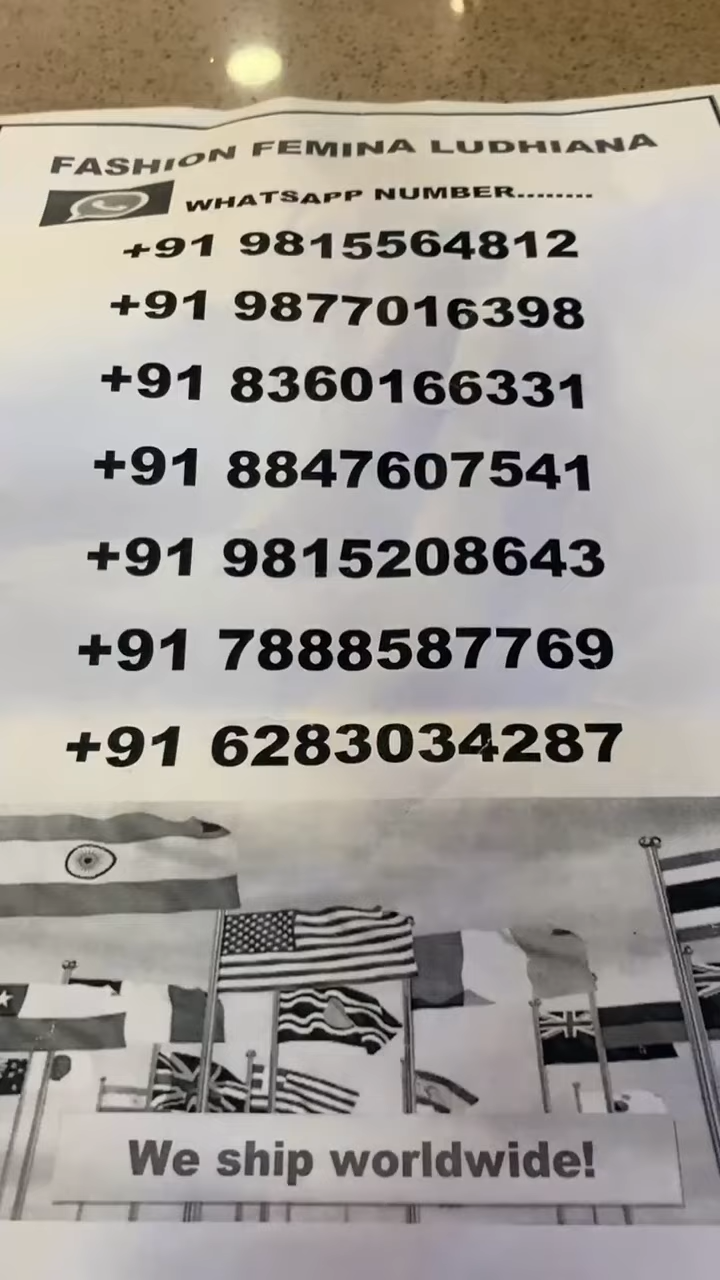 FASHION FEMINA LUDHIANA
WHATSAPP NUMBER........
+91 9815564812
+91 9877016398
+91 8360166331
+91 8847607541
+91 9815208643
+91 7888587769
+91 6283034287
We ship worldwide!